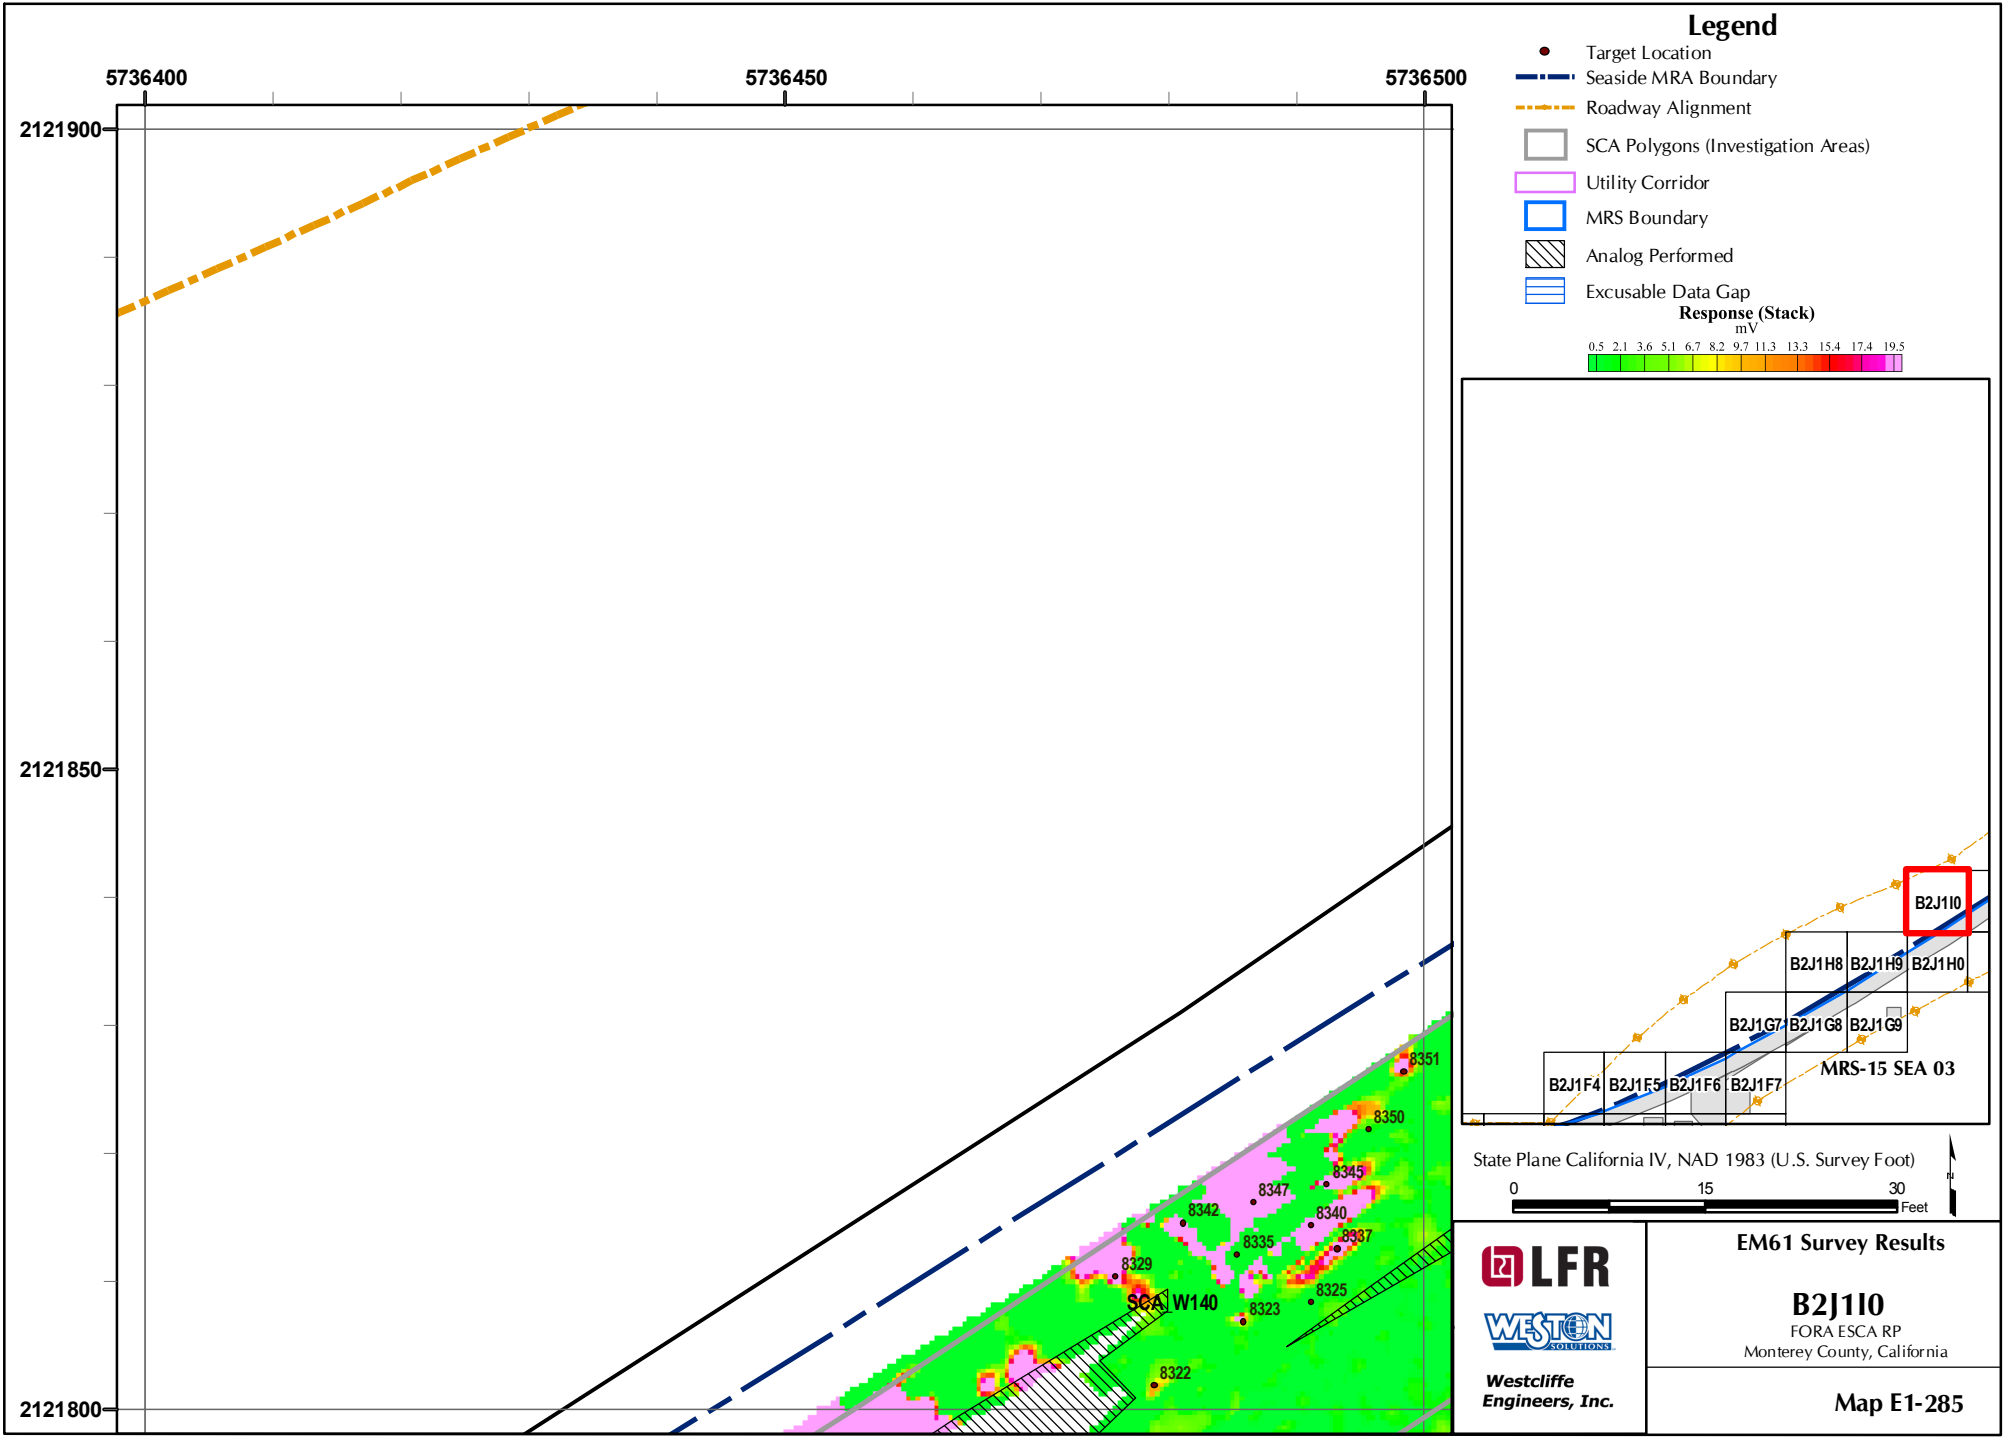 5736400
5736450
5736500
2121900
2121850
2121800
8351
8350
8345
8347
8342
8340
8337
8335
8329
8325
8323
8322
SCA_W140
Legend
Target Location
Seaside MRA Boundary
Roadway Alignment
SCA Polygons (Investigation Areas)
Utility Corridor
MRS Boundary
Analog Performed
Excusable Data Gap
Response (Stack)
mV
0.5 2.1 3.6 5.1 6.7 8.2 9.7 11.3 13.3 15.4 17.4 19.5
B2J1I0
B2J1H8 B2J1H9 B2J1H0
B2J1G7 B2J1G8 B2J1G9
MRS-15 SEA 03
B2J1F4 B2J1F5 B2J1F6 B2J1F7
State Plane California IV, NAD 1983 (U.S. Survey Foot)
0 15 30
Feet
N
LFR
WESTON
SOLUTIONS
Westcliffe
Engineers, Inc.
EM61 Survey Results
B2J1I0
FORA ESCA RP
Monterey County, California
Map E1-285